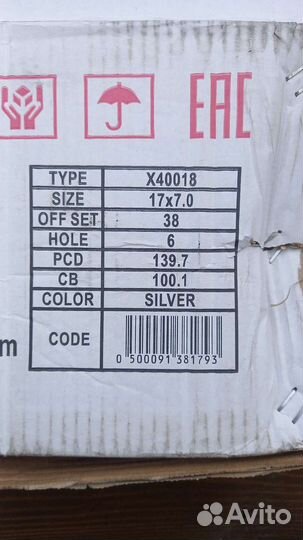 EAC
TYPE X40018
SIZE 17x7.0
OFF SET 38
HOLE 6
PCD 139.7
CB 100.1
COLOR SILVER
m
CODE
0 500091 381793
Avito